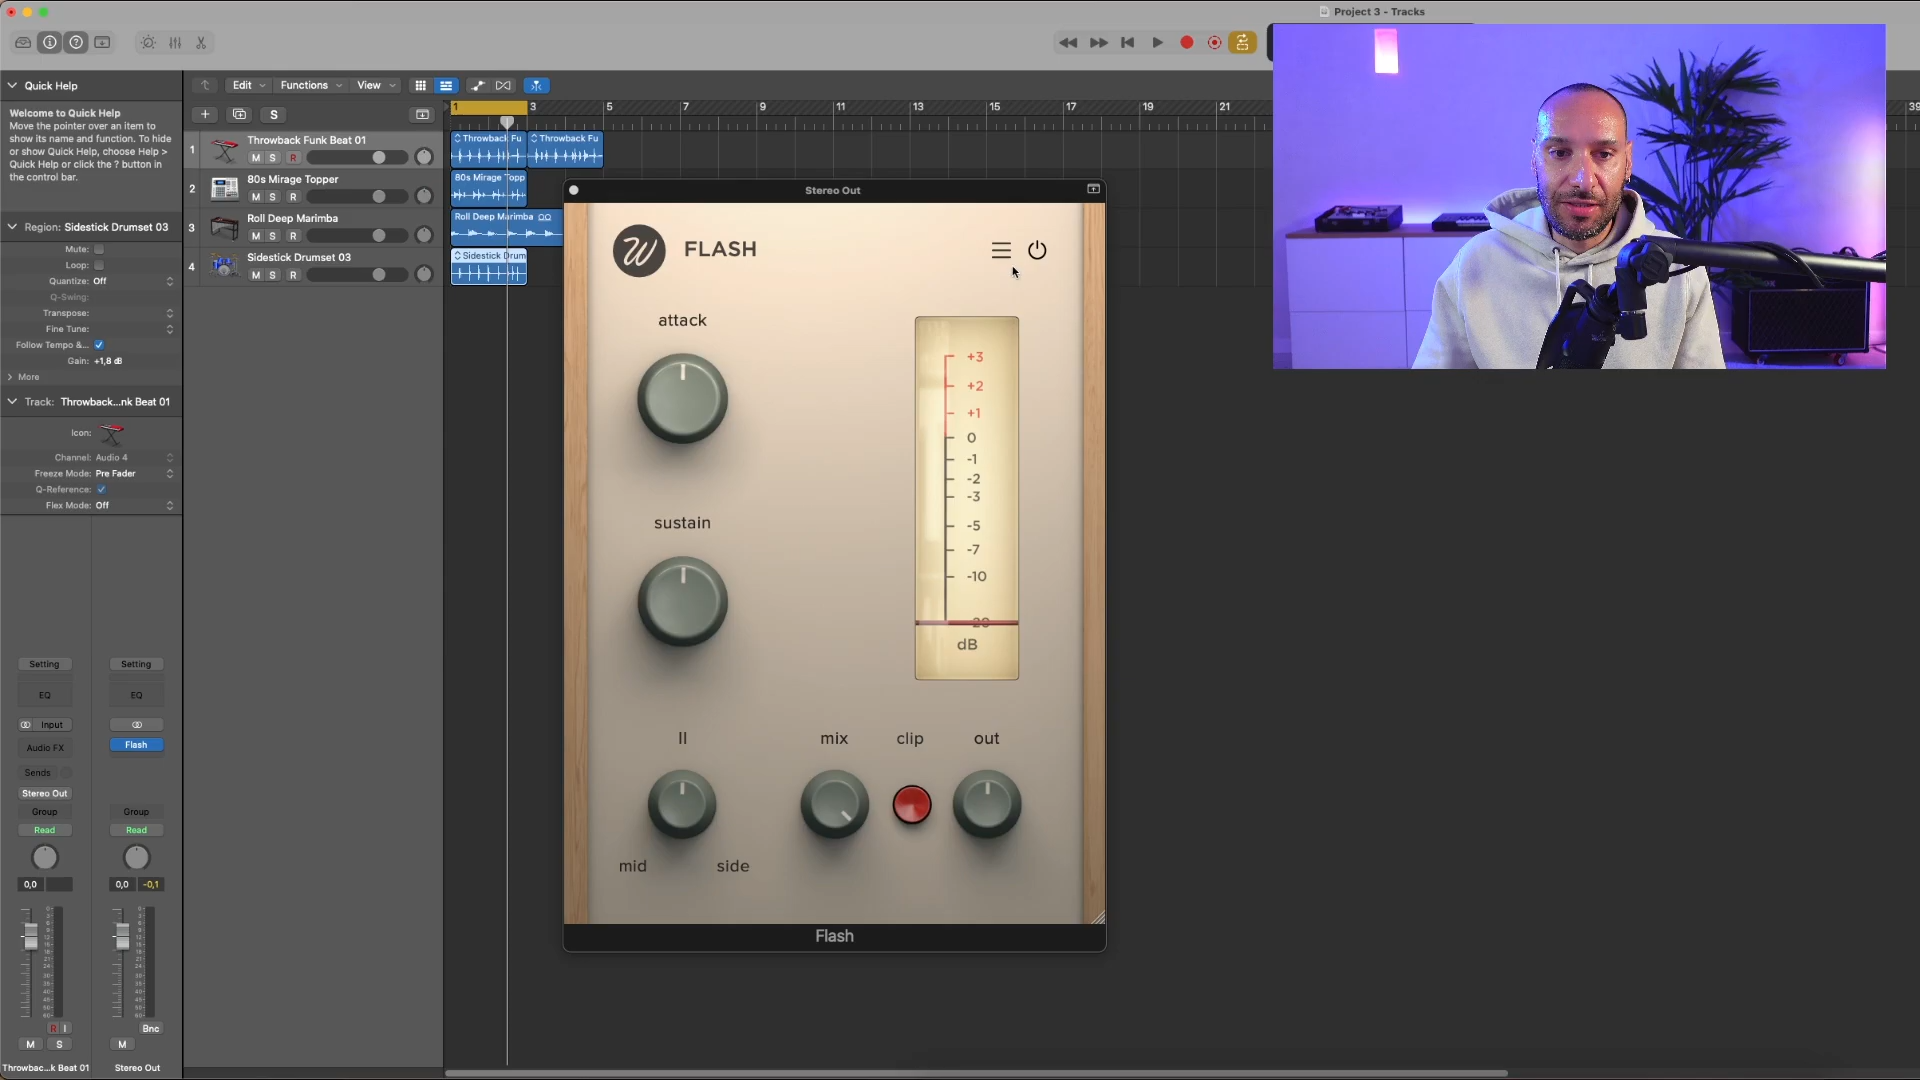 Project 3 - Tracks
Quick Help
Edit
Functions
View
Welcome to Quick Help
Move the pointer over an item to
show its name and function. To hide
or show Quick Help, choose Help >
Quick Help or click the ? button in
the control bar.
S
1
3
5
7
9
11
13
15
17
19
21
39
1
Throwback Funk Beat 01
M S R
Throwback Fu
Throwback Fu
2
80s Mirage Topper
M S R
80s Mirage Topp
3
Roll Deep Marimba
M S R
Roll Deep Marimba
4
Sidestick Drumset 03
M S R
Sidestick Drum
Region: Sidestick Drumset 03
Mute:
Loop:
Quantize: Off
Q-Swing:
Transpose:
Fine Tune:
Follow Tempo &...
Gain: +1,8 dB
More
Track: Throwback...nk Beat 01
Icon:
Channel: Audio 4
Freeze Mode: Pre Fader
Q-Reference:
Flex Mode: Off
Stereo Out
W
FLASH
attack
sustain
+3
+2
+1
0
-1
-2
-3
-5
-7
-10
-20
dB
II
mix
clip
out
mid
side
Flash
Setting
Setting
EQ
EQ
Input
Audio FX
Flash
Sends
Stereo Out
Group
Group
Read
Read
0,0
0,0
-0,1
R I
Bnc
M S
M
Throwbac...k Beat 01
Stereo Out